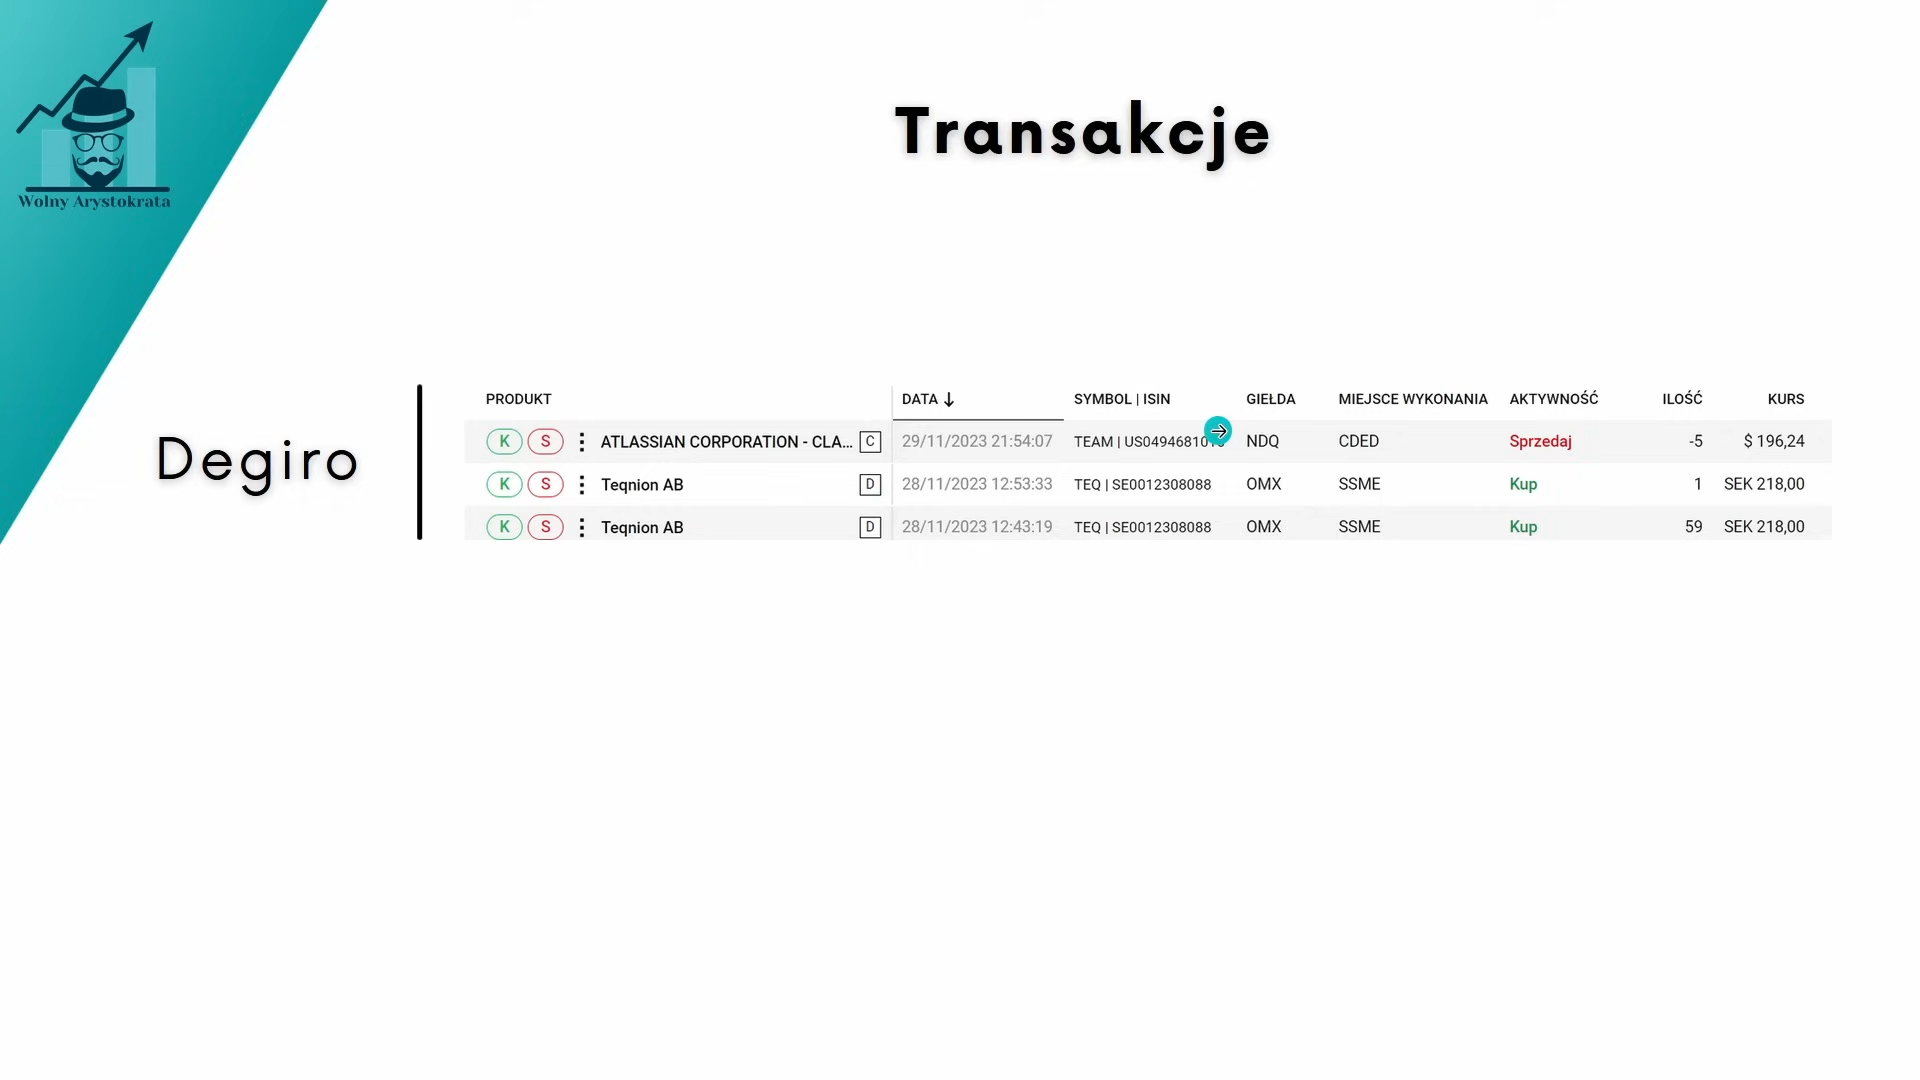 Wolny Arystokrata
Transakcje
Degiro
PRODUKT DATA SYMBOL | ISIN GIEŁDA MIEJSCE WYKONANIA AKTYWNOŚĆ ILOŚĆ KURS
K S ATLASSIAN CORPORATION - CLA... C 29/11/2023 21:54:07 TEAM | NDQ CDED Sprzedaj -5 $ 196,24
K S Teqnion AB D 28/11/2023 12:53:33 TEQ | SE0012308088 OMX SSME Kup 1 SEK 218,00
K S Teqnion AB D 28/11/2023 12:43:19 TEQ | SE0012308088 OMX SSME Kup 59 SEK 218,00